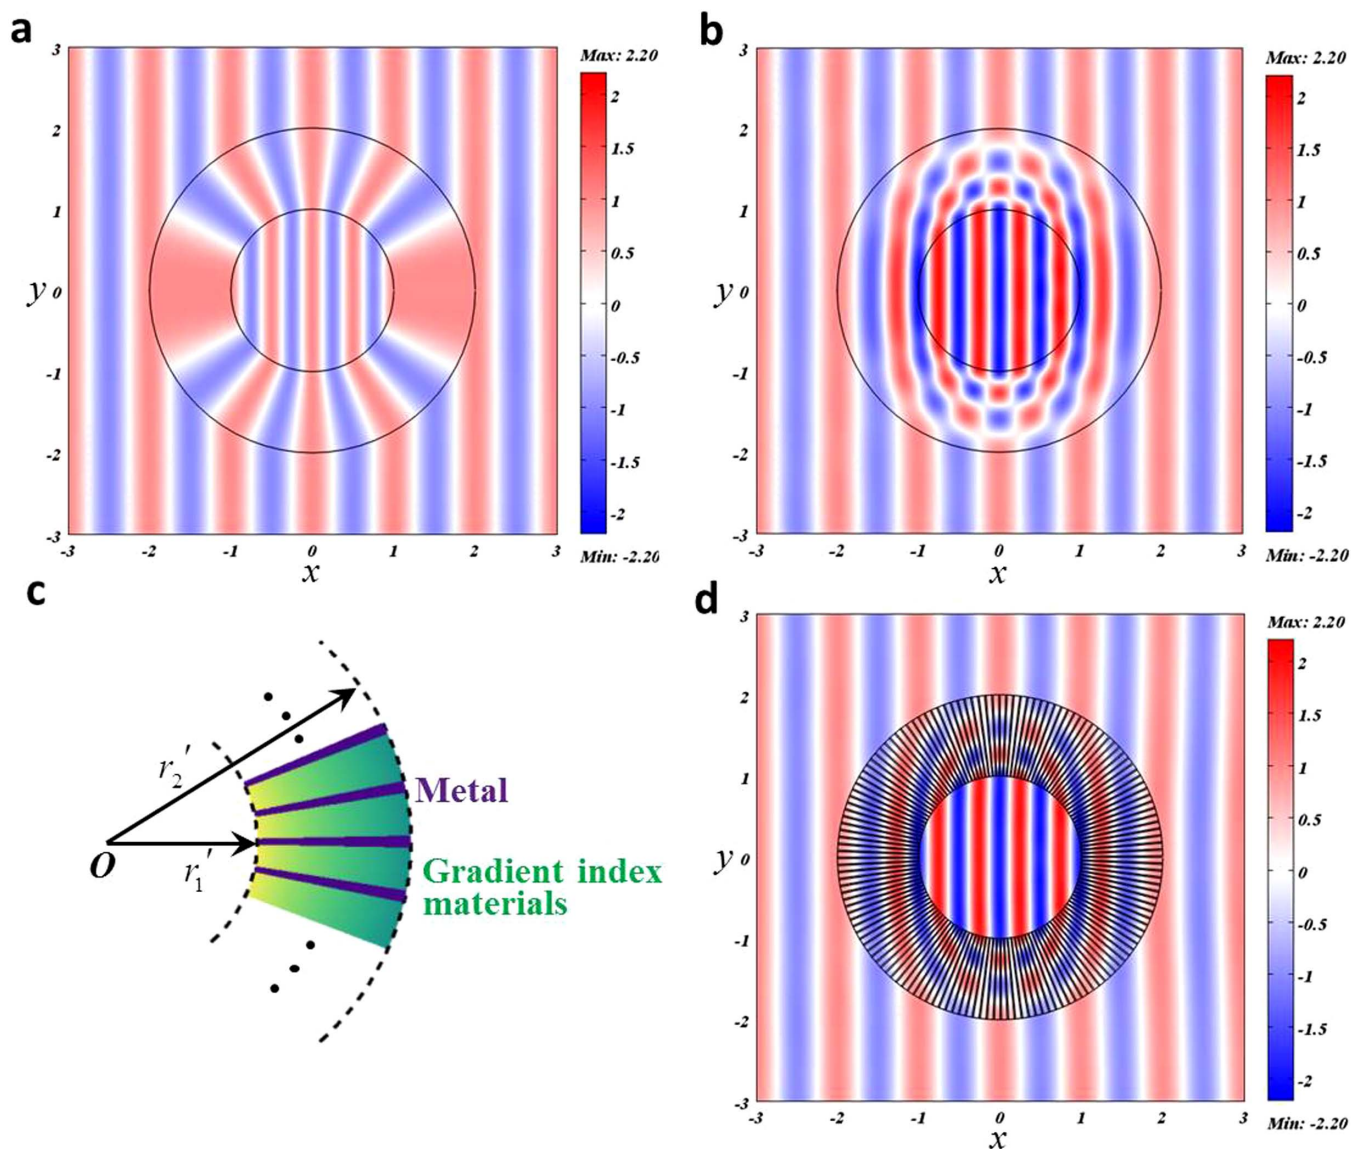 a
Max: 2.20
3
2
1
y 0
-1
-2
-3
-3 -2 -1 0 1 2 3
x
2
1.5
1
0.5
0
-0.5
-1
-1.5
-2
Min: -2.20
b
Max: 2.20
3
2
1
y 0
-1
-2
-3
-3 -2 -1 0 1 2 3
x
2
1.5
1
0.5
0
-0.5
-1
-1.5
-2
Min: -2.20
c
r2′
O
r1′
Metal
Gradient index
materials
d
Max: 2.20
3
2
1
y 0
-1
-2
-3
-3 -2 -1 0 1 2 3
x
2
1.5
1
0.5
0
-0.5
-1
-1.5
-2
Min: -2.20